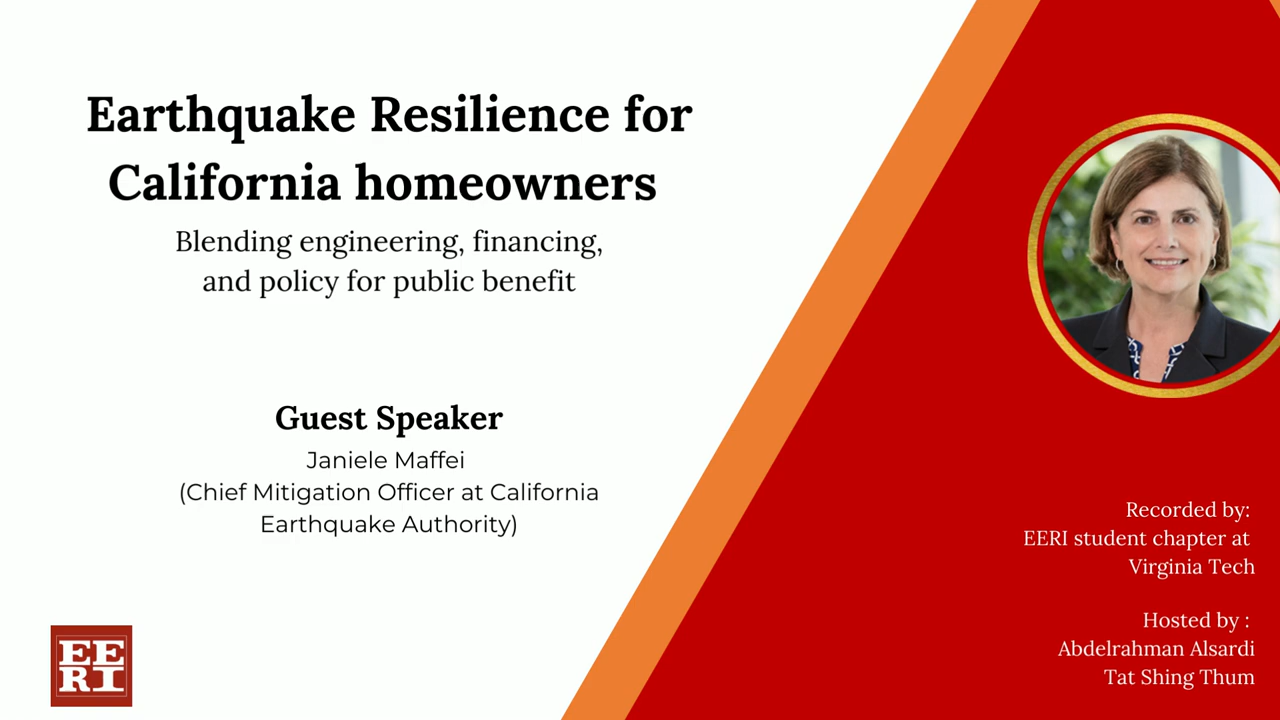 Earthquake Resilience for
California homeowners
Blending engineering, financing,
and policy for public benefit
Guest Speaker
Janiele Maffei
(Chief Mitigation Officer at California
Earthquake Authority)
EE
RI
Recorded by:
EERI student chapter at
Virginia Tech
Hosted by :
Abdelrahman Alsardi
Tat Shing Thum